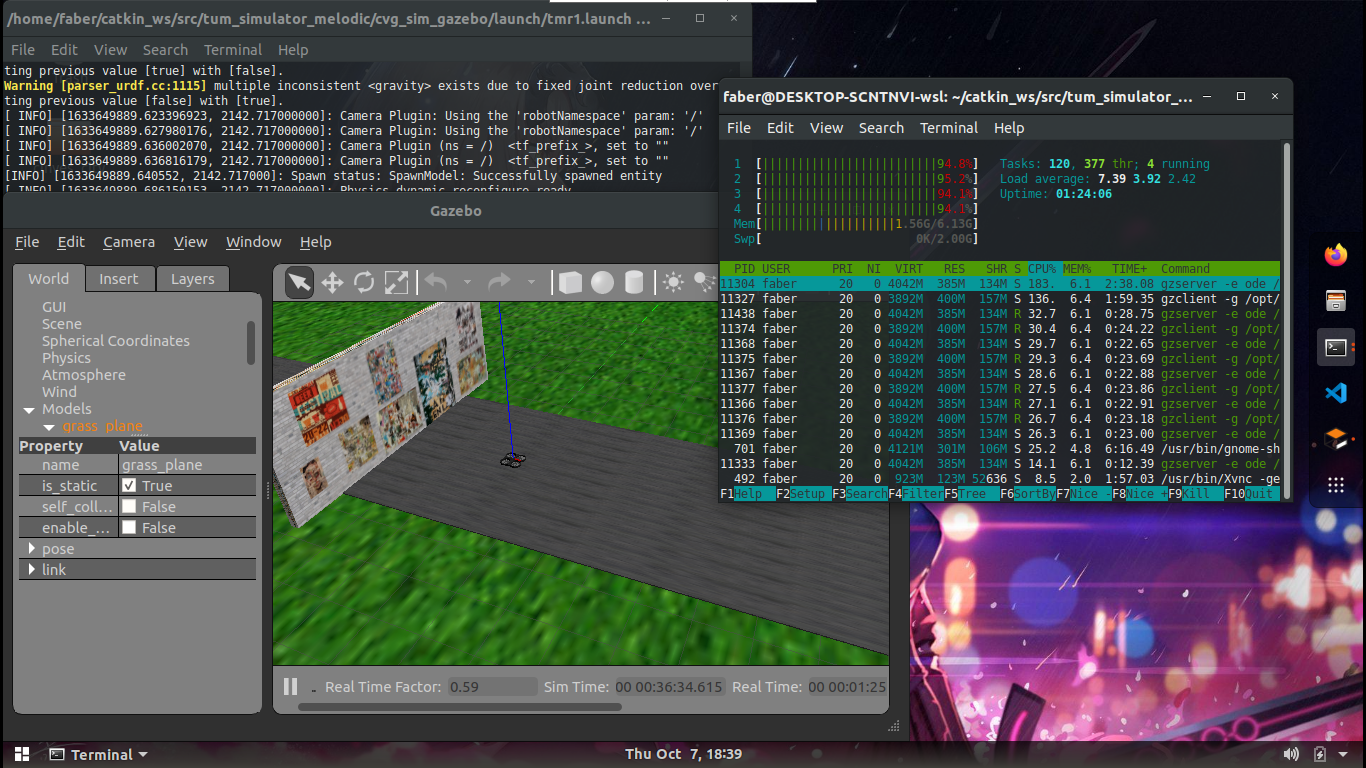 /home/faber/catkin_ws/src/tum_simulator_melodic/cvg_sim_gazebo/launch/tmr1.launch ...
File Edit View Search Terminal Help
ting previous value [true] with [false].
Warning [parser_urdf.cc:1115] multiple inconsistent <gravity> exists due to fixed joint reduction over
ting previous value [false] with [true].
[ INFO] [1633649889.623396923, 2142.717000000]: Camera Plugin: Using the 'robotNamespace' param: '/'
[ INFO] [1633649889.627980176, 2142.717000000]: Camera Plugin: Using the 'robotNamespace' param: '/'
[ INFO] [1633649889.636002070, 2142.717000000]: Camera Plugin (ns = /)  <tf_prefix_>, set to ""
[ INFO] [1633649889.636816179, 2142.717000000]: Camera Plugin (ns = /)  <tf_prefix_>, set to ""
[INFO] [1633649889.640552, 2142.717000]: Spawn status: SpawnModel: Successfully spawned entity
[ INFO] [1633649889.686150153, 2142.717000000]: Physics dynamic reconfigure ready.
faber@DESKTOP-SCNTNVI-wsl: ~/catkin_ws/src/tum_simulator_...
File Edit View Search Terminal Help
1 [94.8%] Tasks: 120, 377 thr; 4 running
2 [95.2%] Load average: 7.39 3.92 2.42
3 [94.1%] Uptime: 01:24:06
4 [94.1%]
Mem[1.56G/6.13G]
Swp[0K/2.00G]
PID USER PRI NI VIRT RES SHR S CPU% MEM% TIME+ Command
11304 faber 20 0 4042M 385M 134M S 183. 6.1 2:38.08 gzserver -e ode /
11327 faber 20 0 3892M 400M 157M S 136. 6.4 1:59.35 gzclient -g /opt/
11438 faber 20 0 4042M 385M 134M R 32.7 6.1 0:28.75 gzserver -e ode /
11374 faber 20 0 3892M 400M 157M R 30.4 6.4 0:24.22 gzclient -g /opt/
11368 faber 20 0 4042M 385M 134M S 29.7 6.1 0:22.65 gzserver -e ode /
11375 faber 20 0 3892M 400M 157M R 29.3 6.4 0:23.69 gzclient -g /opt/
11367 faber 20 0 4042M 385M 134M S 28.6 6.1 0:22.88 gzserver -e ode /
11377 faber 20 0 3892M 400M 157M R 27.5 6.4 0:23.86 gzclient -g /opt/
11366 faber 20 0 4042M 385M 134M S 27.1 6.1 0:22.91 gzserver -e ode /
11376 faber 20 0 3892M 400M 157M R 26.7 6.4 0:23.18 gzclient -g /opt/
11369 faber 20 0 4042M 385M 134M S 26.3 6.1 0:23.00 gzserver -e ode /
701 faber 20 0 4121M 301M 106M S 25.2 4.8 6:16.49 /usr/bin/gnome-sh
11333 faber 20 0 4042M 385M 134M S 14.1 6.1 0:12.39 gzserver -e ode /
492 faber 20 0 923M 123M 52636 S 8.5 2.0 1:57.03 /usr/bin/Xvnc -ge
F1Help F2Setup F3SearchF4FilterF5Tree F6SortByF7Nice -F8Nice +F9Kill F10Quit
Gazebo
File Edit Camera View Window Help
World Insert Layers
GUI
Scene
Spherical Coordinates
Physics
Atmosphere
Wind
Models
grass_plane
Property Value
name grass_plane
is_static True
self_coll... False
enable_... False
pose
link
Real Time Factor: 0.59 Sim Time: 00 00:36:34.615 Real Time: 00 00:01:25
Terminal
Thu Oct 7, 18:39